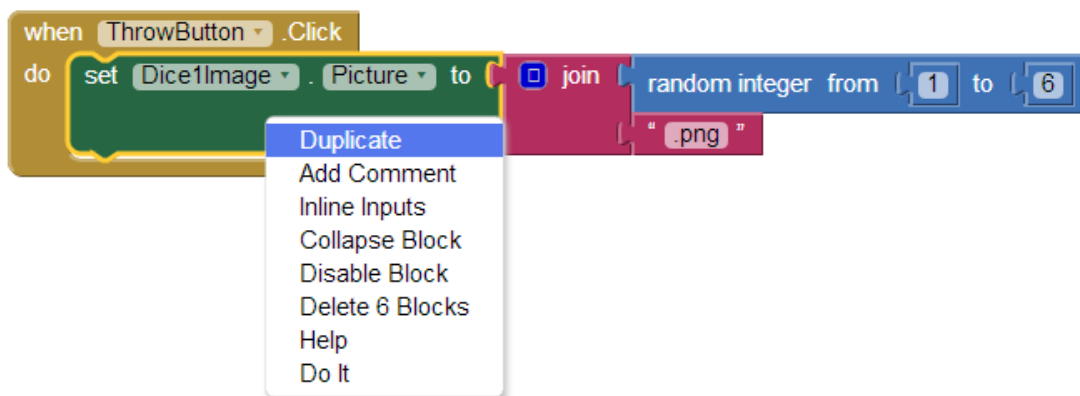 when ThrowButton .Click
do set Dice1Image . Picture to join random integer from 1 to 6
" .png "
Duplicate
Add Comment
Inline Inputs
Collapse Block
Disable Block
Delete 6 Blocks
Help
Do It